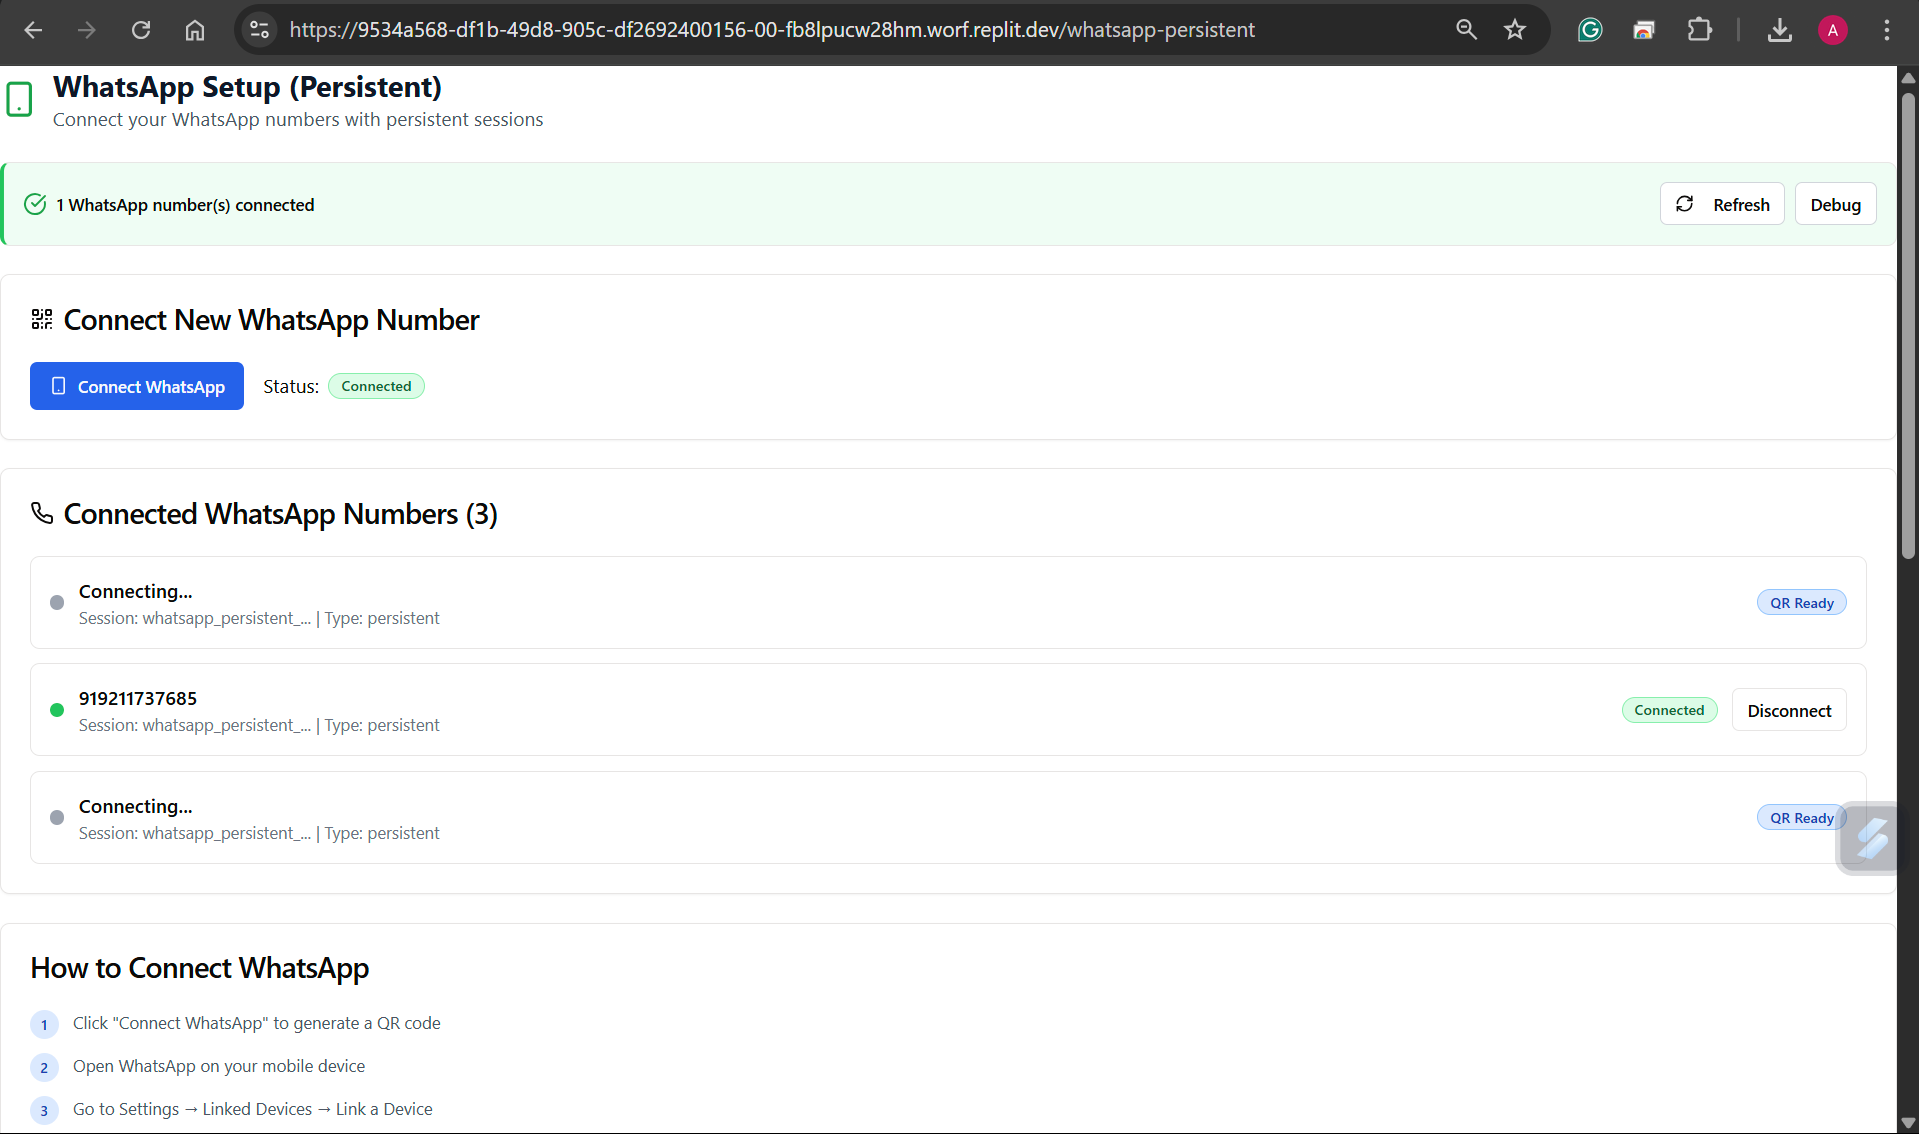 https://9534a568-df1b-49d8-905c-df2692400156-00-fb8lpucw28hm.worf.replit.dev/whatsapp-persistent
A
WhatsApp Setup (Persistent)
Connect your WhatsApp numbers with persistent sessions
1 WhatsApp number(s) connected
Refresh
Debug
Connect New WhatsApp Number
Connect WhatsApp
Status: Connected
Connected WhatsApp Numbers (3)
Connecting...
Session: whatsapp_persistent_... | Type: persistent
QR Ready
919211737685
Session: whatsapp_persistent_... | Type: persistent
Connected
Disconnect
Connecting...
Session: whatsapp_persistent_... | Type: persistent
QR Ready
How to Connect WhatsApp
1 Click "Connect WhatsApp" to generate a QR code
2 Open WhatsApp on your mobile device
3 Go to Settings → Linked Devices → Link a Device